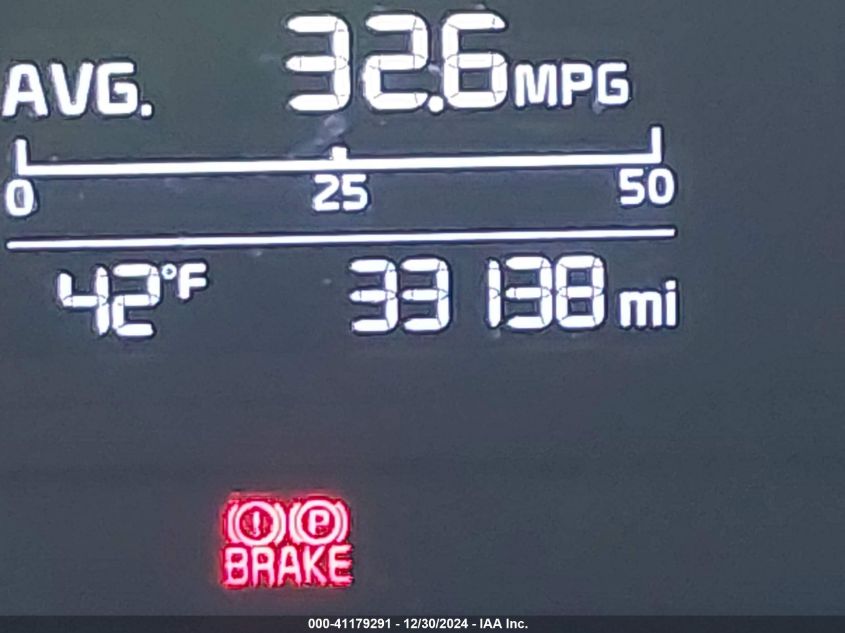 AVG. 32.6 MPG
0 25 50
42°F 33 138 mi
(!) (P)
BRAKE
000-41179291 - 12/30/2024 - IAA Inc.